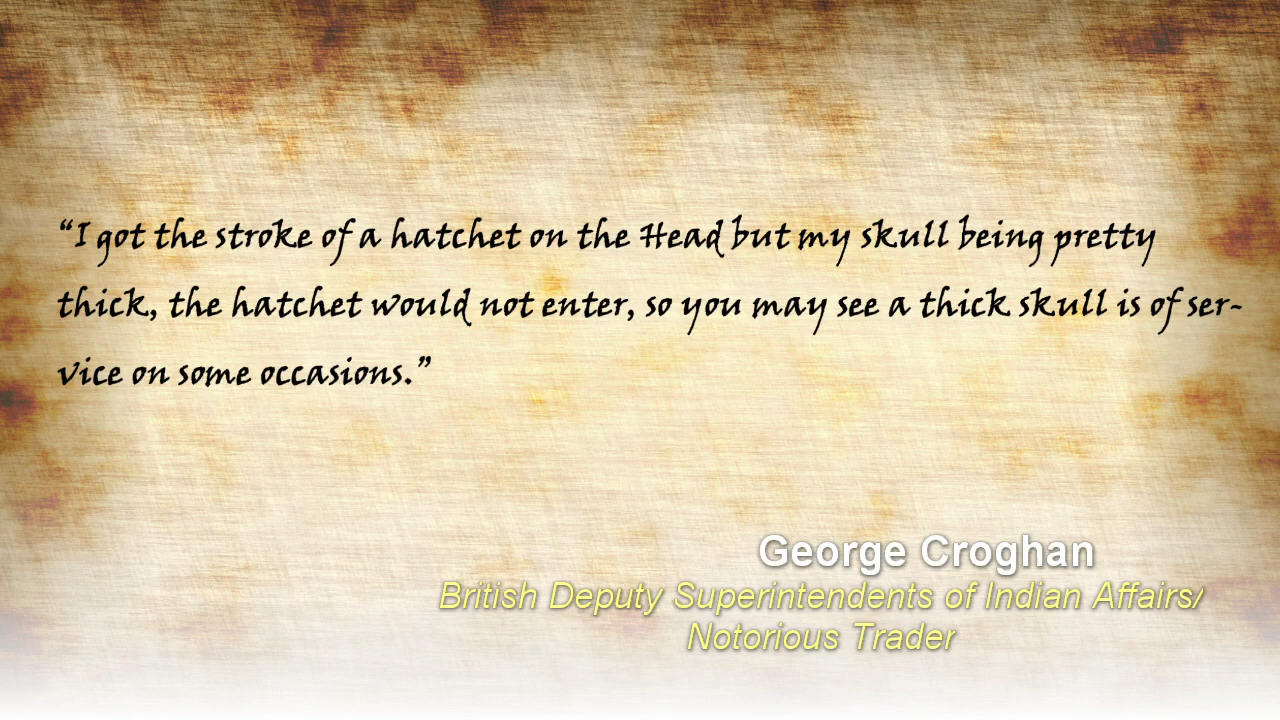 “I got the stroke of a hatchet on the Head but my skull being pretty
thick, the hatchet would not enter, so you may see a thick skull is of ser-
vice on some occasions.”
George Croghan
British Deputy Superintendents of Indian Affairs/
Notorious Trader